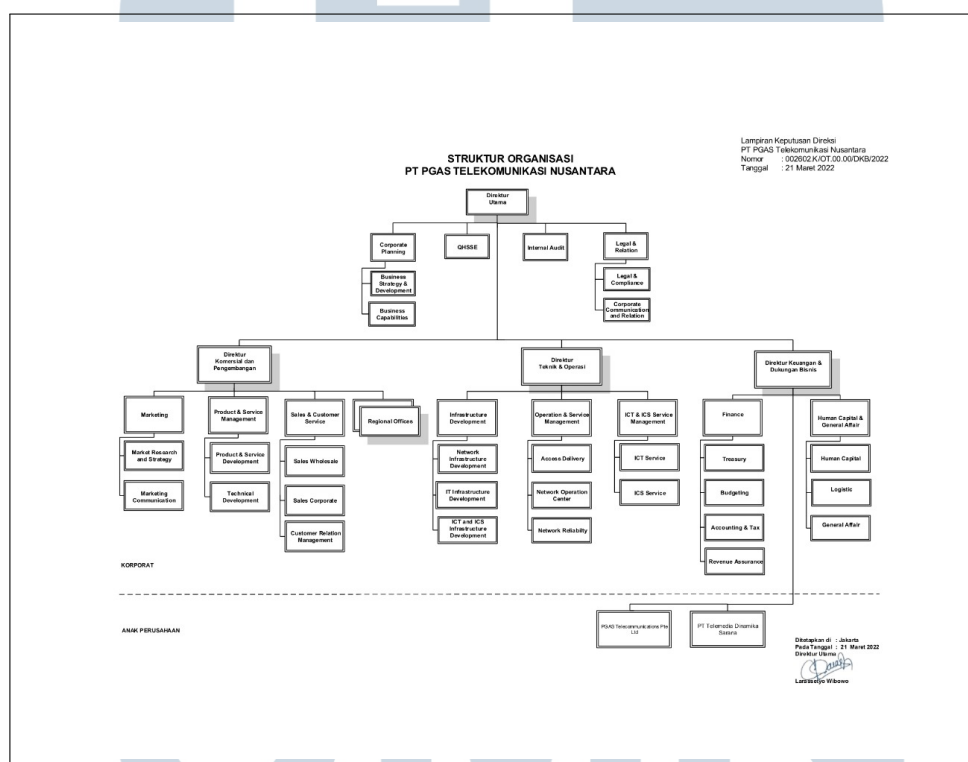 Lampiran Keputusan Direksi
PT PGAS Telekomunikasi Nusantara
Nomor : 002602.K/OT.00.00/DKB/2022
Tanggal : 21 Maret 2022
STRUKTUR ORGANISASI
PT PGAS TELEKOMUNIKASI NUSANTARA
Direktur
Utama
Corporate
Planning
QHSSE
Internal Audit
Legal &
Relation
Business
Strategy &
Development
Business
Capabilities
Legal &
Compliance
Corporate
Communication
and Relation
Direktur
Komersial dan
Pengembangan
Direktur
Teknik & Operasi
Direktur Keuangan &
Dukungan Bisnis
Marketing
Product & Service
Management
Sales & Customer
Service
Regional Offices
Infrastructure
Development
Operation & Service
Management
ICT & ICS Service
Management
Finance
Human Capital &
General Affair
Market Research
and Strategy
Marketing
Communication
Product & Service
Development
Technical
Development
Sales Wholesale
Sales Corporate
Customer Relation
Management
Network
Infrastructure
Development
IT Infrastructure
Development
ICT and ICS
Infrastructure
Development
Access Delivery
Network Operation
Center
Network Reliabilty
ICT Service
ICS Service
Treasury
Budgeting
Accounting & Tax
Revenue Assurance
Human Capital
Logistic
General Affair
KORPORAT
ANAK PERUSAHAAN
PGAS Telecommunications Pte
Ltd
PT Telemedia Dinamika
Sarana
Ditetapkan di : Jakarta
Pada Tanggal : 21 Maret 2022
Direktur Utama
Larassetyo Wibowo